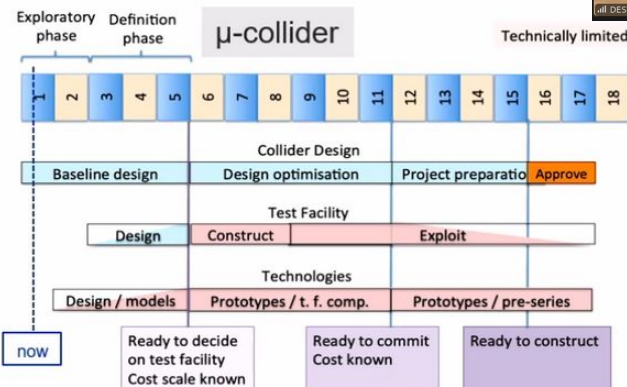 DES
Exploratory
phase
Definition
phase
μ-collider
Technically limited
1 2 3 4 5 6 7 8 9 10 11 12 13 14 15 16 17 18
Collider Design
Baseline design
Design optimisation
Project preparatio
Approve
Test Facility
Design
Construct
Exploit
Technologies
Design / models
Prototypes / t. f. comp.
Prototypes / pre-series
now
Ready to decide
on test facility
Cost scale known
Ready to commit
Cost known
Ready to construct